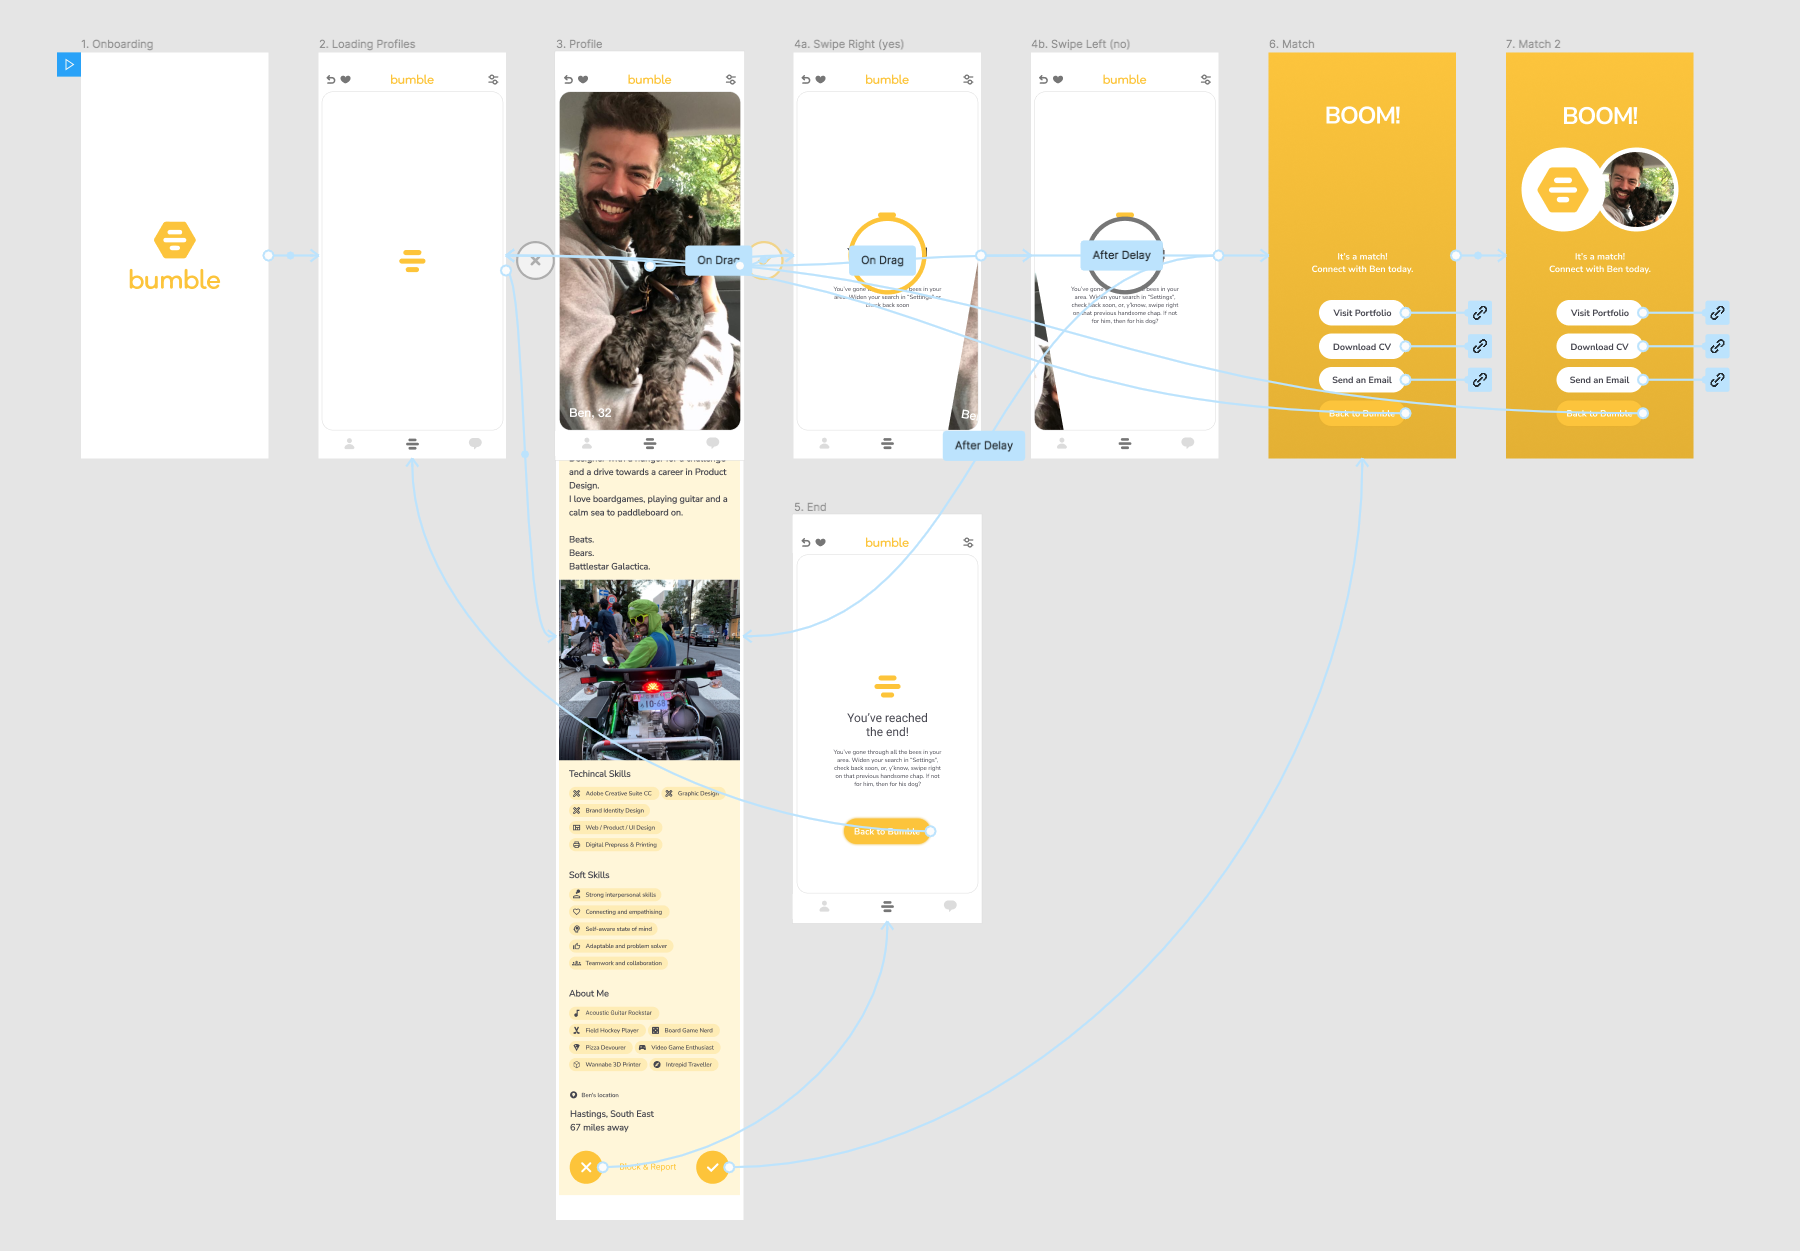 1. Onboarding
bumble
2. Loading Profiles
bumble
3. Profile
bumble
Ben, 32
On Drag
and a drive towards a career in Product
Design.
I love boardgames, playing guitar and a
calm sea to paddleboard on.
Beats.
Bears.
Battlestar Galactica.
Techincal Skills
Adobe Creative Suite CC
Graphic Design
Brand Identity Design
Web / Product / UI Design
Digital Prepress & Printing
Soft Skills
Strong interpersonal skills
Connecting and empathising
Self-aware state of mind
Adaptable and problem solver
Teamwork and collaboration
About Me
Acoustic Guitar Rockstar
Field Hockey Player
Board Game Nerd
Pizza Devourer
Video Game Enthusiast
Wannabe 3D Printer
Intrepid Traveller
Ben's location
Hastings, South East
67 miles away
Block & Report
4a. Swipe Right (yes)
bumble
On Drag
You've gone through all the bees in your
area. Widen your search in "Settings" or
check back soon
Be
After Delay
4b. Swipe Left (no)
bumble
After Delay
You've gone through all the bees in your
area. Widen your search in "Settings",
check back soon, or, y'know, swipe right
on that previous handsome chap. If not
for him, then for his dog?
5. End
bumble
You've reached
the end!
You've gone through all the bees in your
area. Widen your search in "Settings",
check back soon, or, y'know, swipe right
on that previous handsome chap. If not
for him, then for his dog?
Back to Bumble
6. Match
BOOM!
It's a match!
Connect with Ben today.
Visit Portfolio
Download CV
Send an Email
Back to Bumble
7. Match 2
BOOM!
It's a match!
Connect with Ben today.
Visit Portfolio
Download CV
Send an Email
Back to Bumble